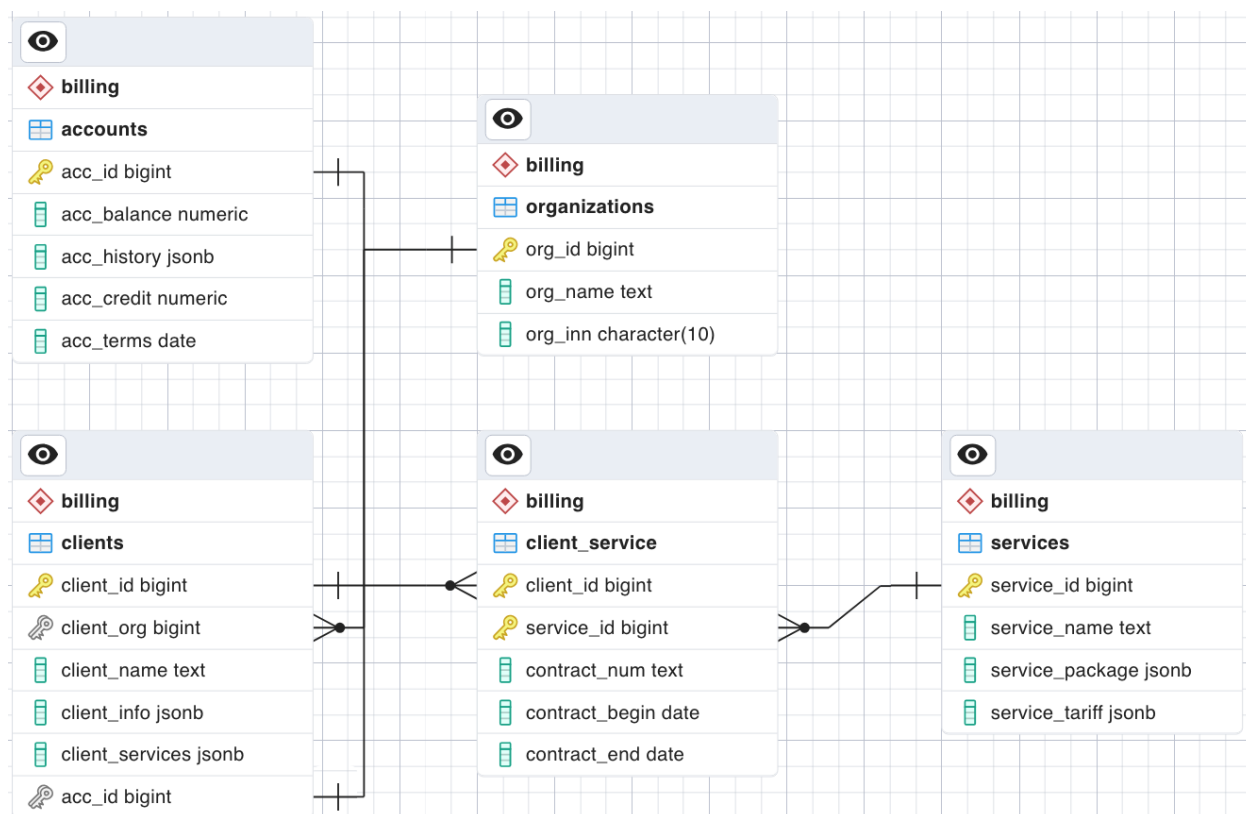 billing
accounts
acc_id bigint
acc_balance numeric
acc_history jsonb
acc_credit numeric
acc_terms date
billing
organizations
org_id bigint
org_name text
org_inn character(10)
billing
clients
client_id bigint
client_org bigint
client_name text
client_info jsonb
client_services jsonb
acc_id bigint
billing
client_service
client_id bigint
service_id bigint
contract_num text
contract_begin date
contract_end date
billing
services
service_id bigint
service_name text
service_package jsonb
service_tariff jsonb